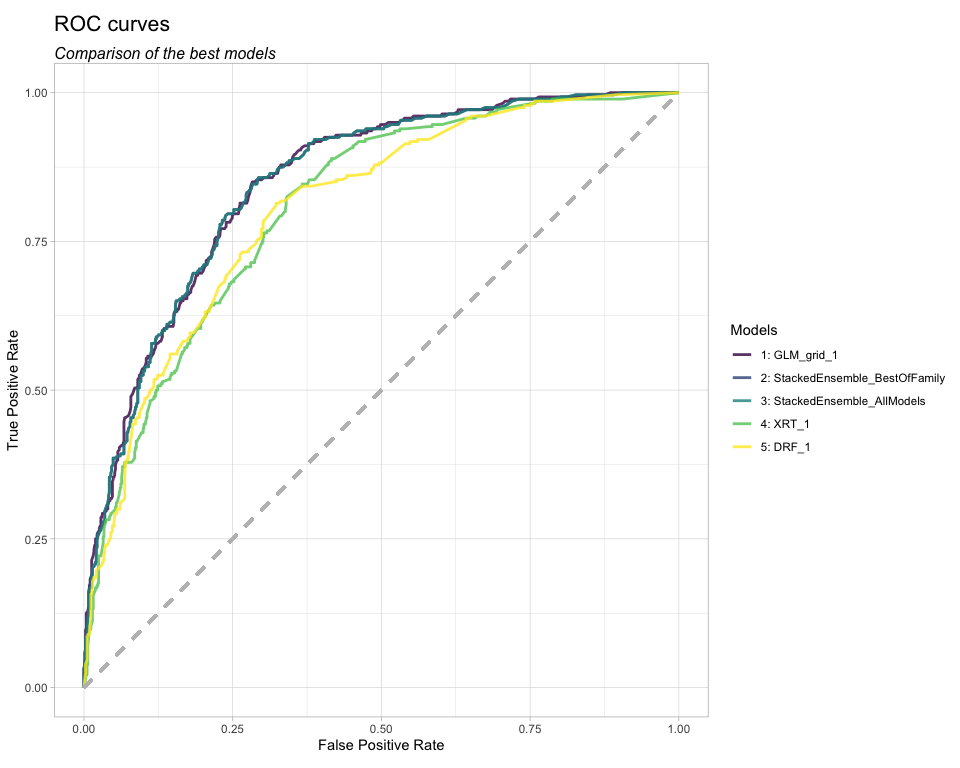 ROC curves
Comparison of the best models
1.00
0.75
0.50
0.25
0.00
True Positive Rate
0.00 0.25 0.50 0.75 1.00
False Positive Rate
Models
1: GLM_grid_1
2: StackedEnsemble_BestOfFamily
3: StackedEnsemble_AllModels
4: XRT_1
5: DRF_1